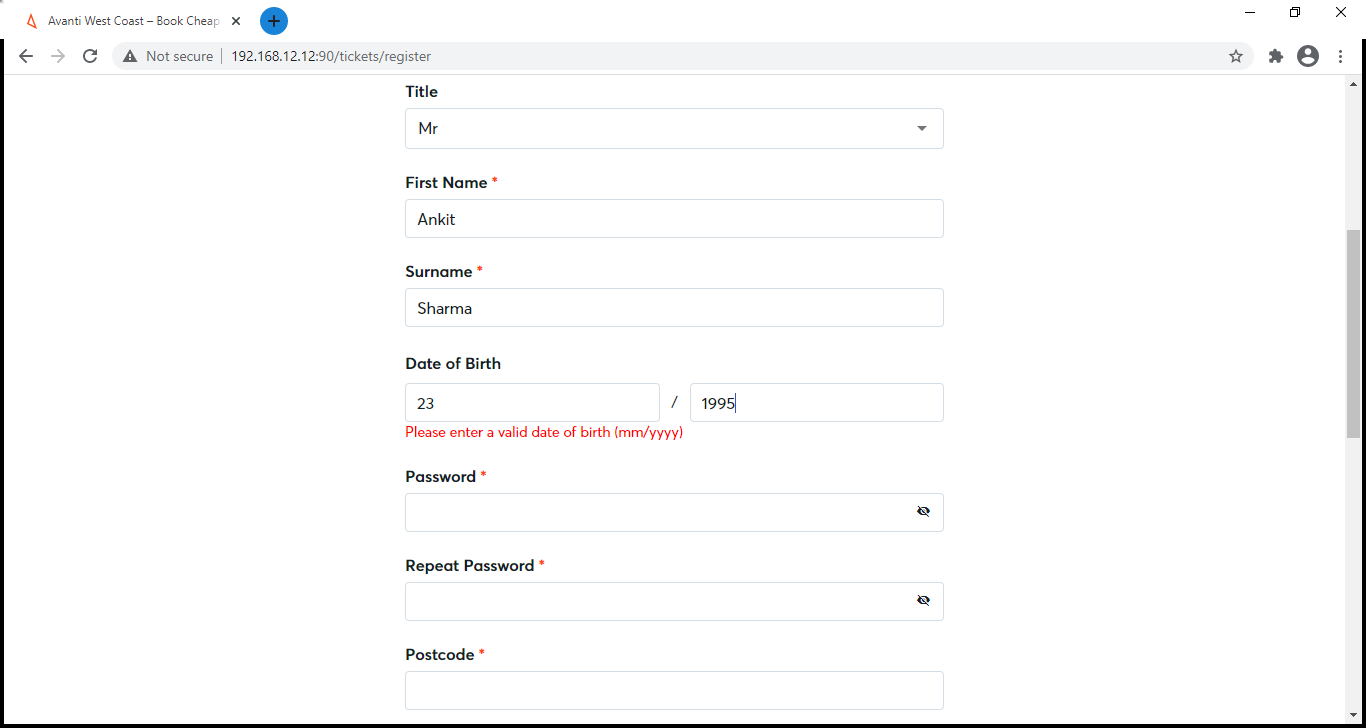 Avanti West Coast – Book Cheap
Not secure 192.168.12.12:90/tickets/register
Title
Mr
First Name *
Ankit
Surname *
Sharma
Date of Birth
23 / 1995
Please enter a valid date of birth (mm/yyyy)
Password *
Repeat Password *
Postcode *